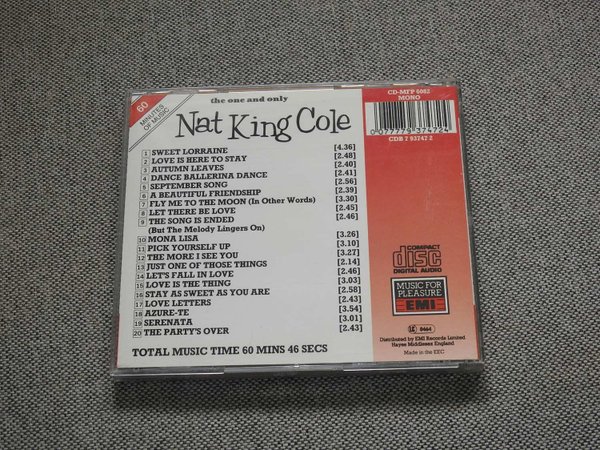 60
MINUTES
OF MUSIC
the one and only
Nat King Cole
1 SWEET LORRAINE [4.36]
2 LOVE IS HERE TO STAY [2.48]
3 AUTUMN LEAVES [2.40]
4 DANCE BALLERINA DANCE [2.41]
5 SEPTEMBER SONG [2.56]
6 A BEAUTIFUL FRIENDSHIP [2.39]
7 FLY ME TO THE MOON (In Other Words) [3.30]
8 LET THERE BE LOVE [2.45]
9 THE SONG IS ENDED [2.46]
(But The Melody Lingers On)
10 MONA LISA [3.26]
11 PICK YOURSELF UP [3.10]
12 THE MORE I SEE YOU [3.27]
13 JUST ONE OF THOSE THINGS [2.14]
14 LET'S FALL IN LOVE [2.46]
15 LOVE IS THE THING [3.03]
16 STAY AS SWEET AS YOU ARE [2.58]
17 LOVE LETTERS [2.43]
18 AZURE-TE [3.54]
19 SERENATA [3.01]
20 THE PARTY'S OVER [2.43]
TOTAL MUSIC TIME 60 MINS 46 SECS
CD-MFP 6082
MONO
0 077779 374724
CDB 7 93747 2
COMPACT
disc
DIGITAL AUDIO
MUSIC FOR
PLEASURE
EMI
LC 0464
Distributed by EMI Records Limited
Hayes Middlesex England
Made in the EEC